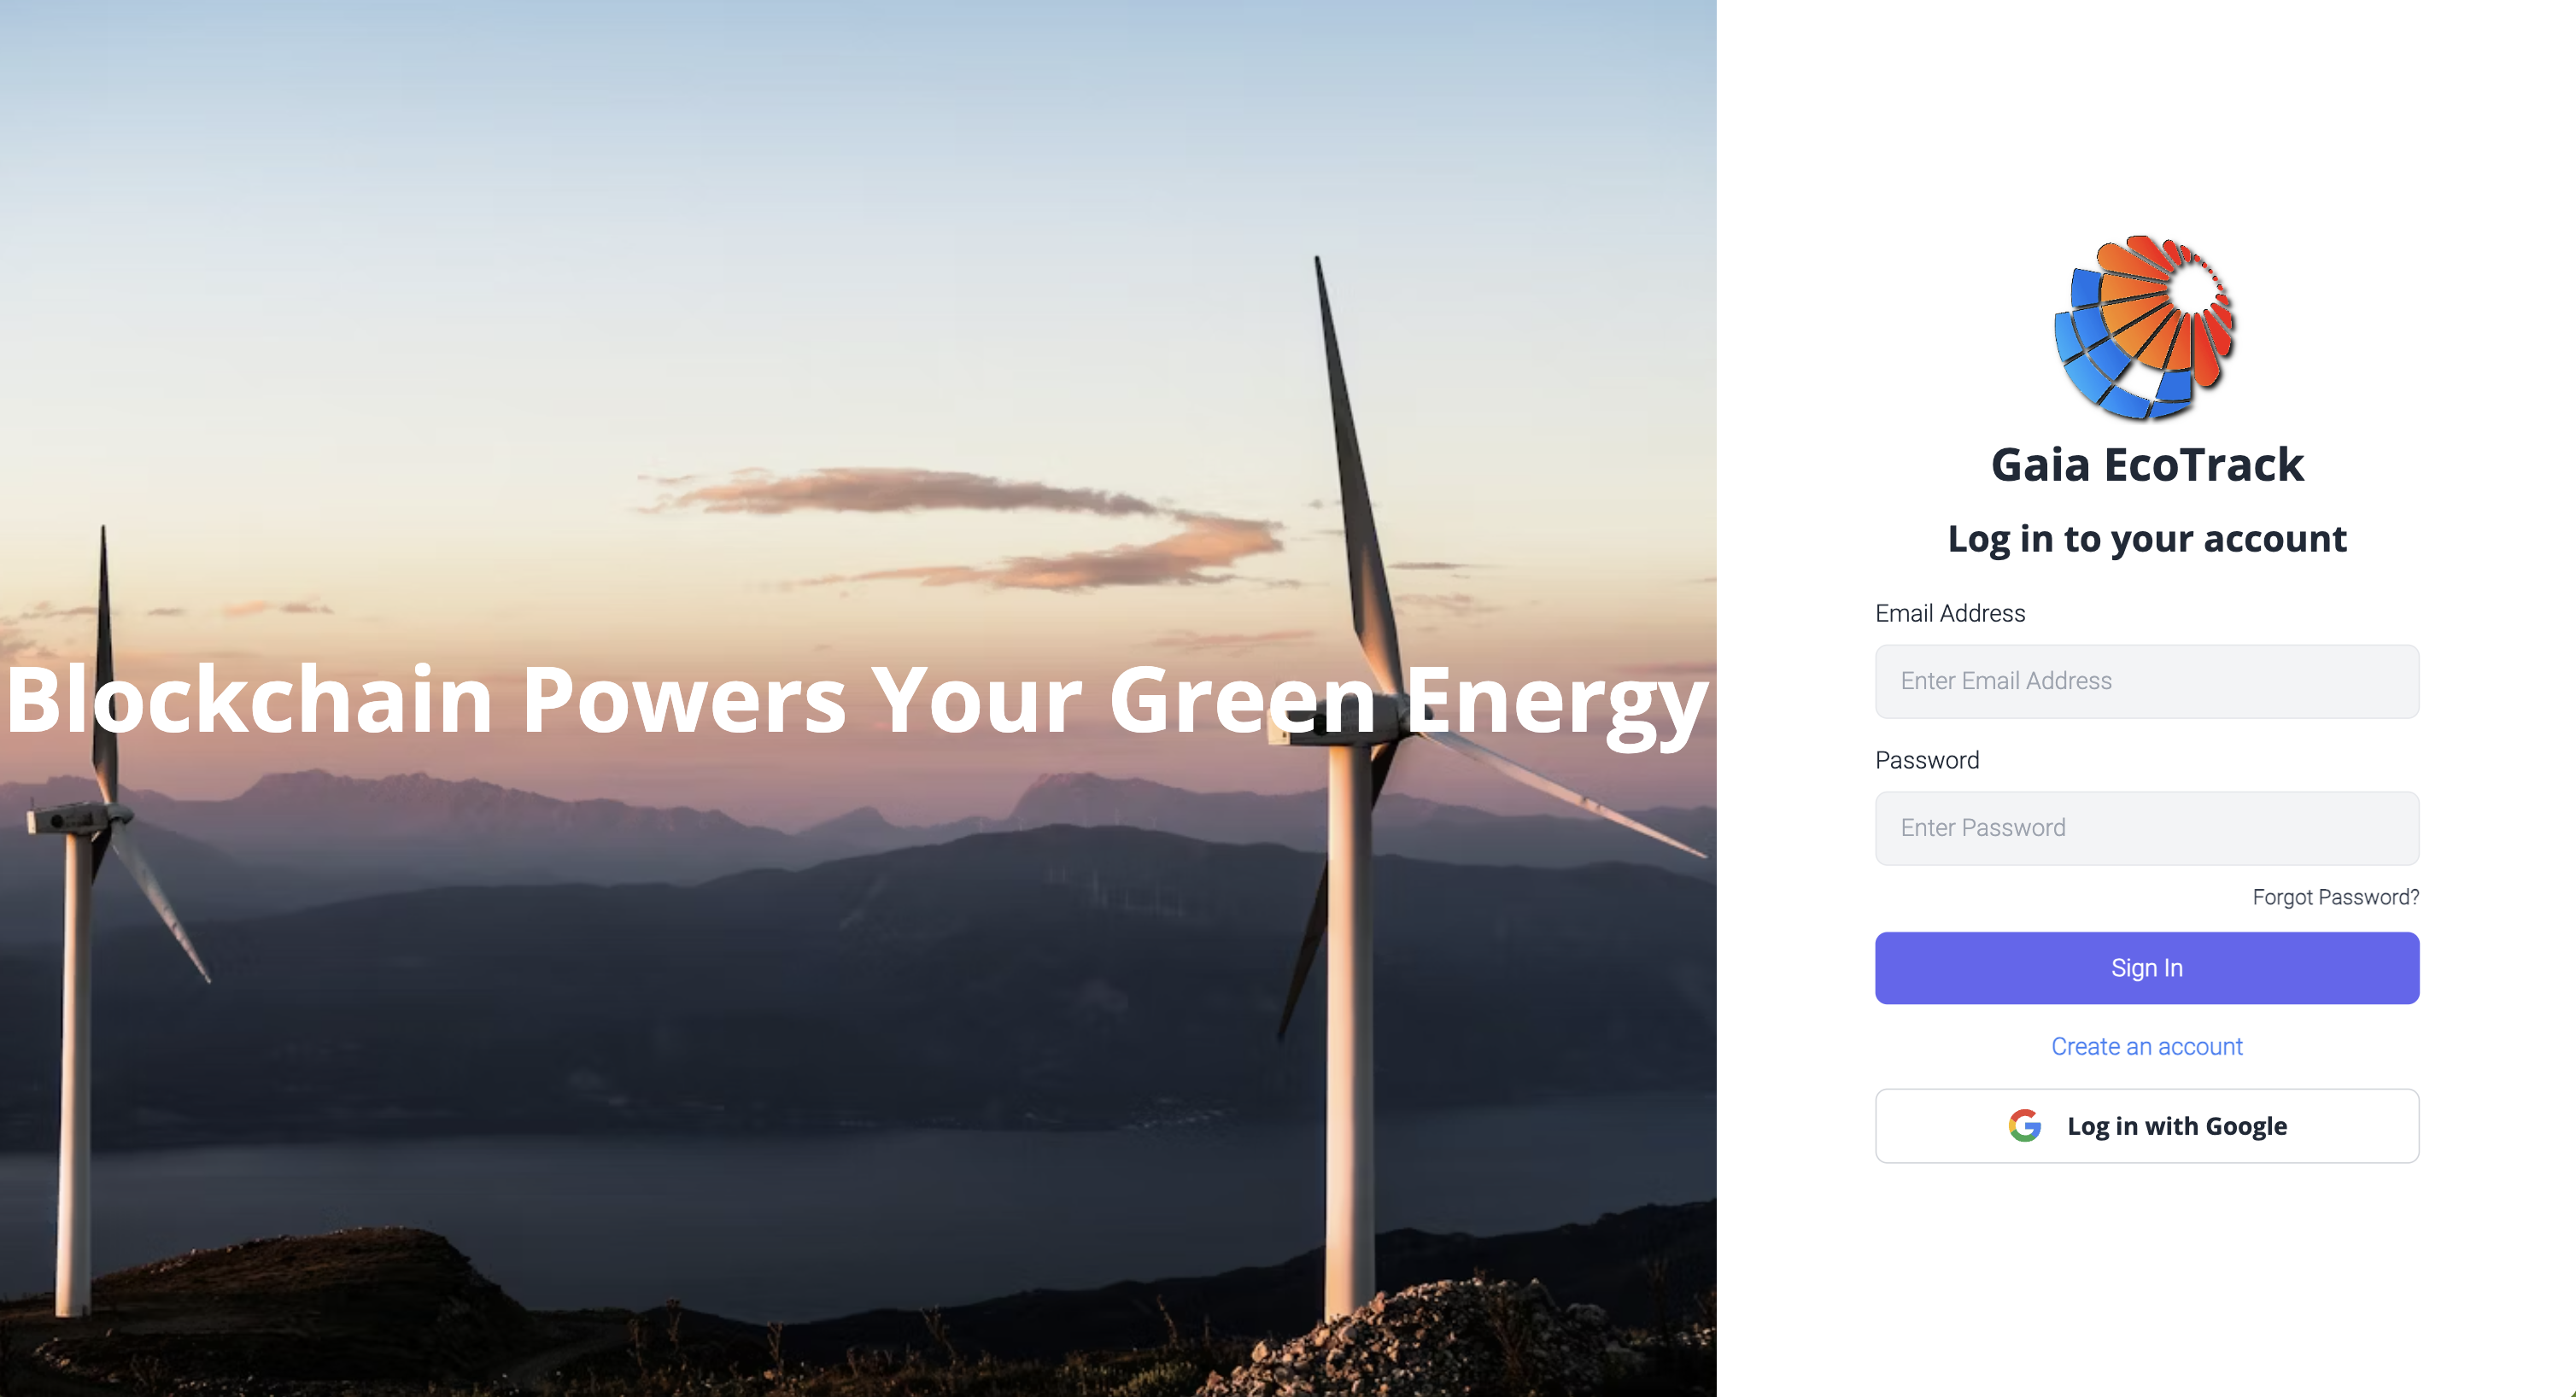 Blockchain Powers Your Green Energy
Gaia EcoTrack
Log in to your account
Email Address
Enter Email Address
Password
Enter Password
Forgot Password?
Sign In
Create an account
Log in with Google